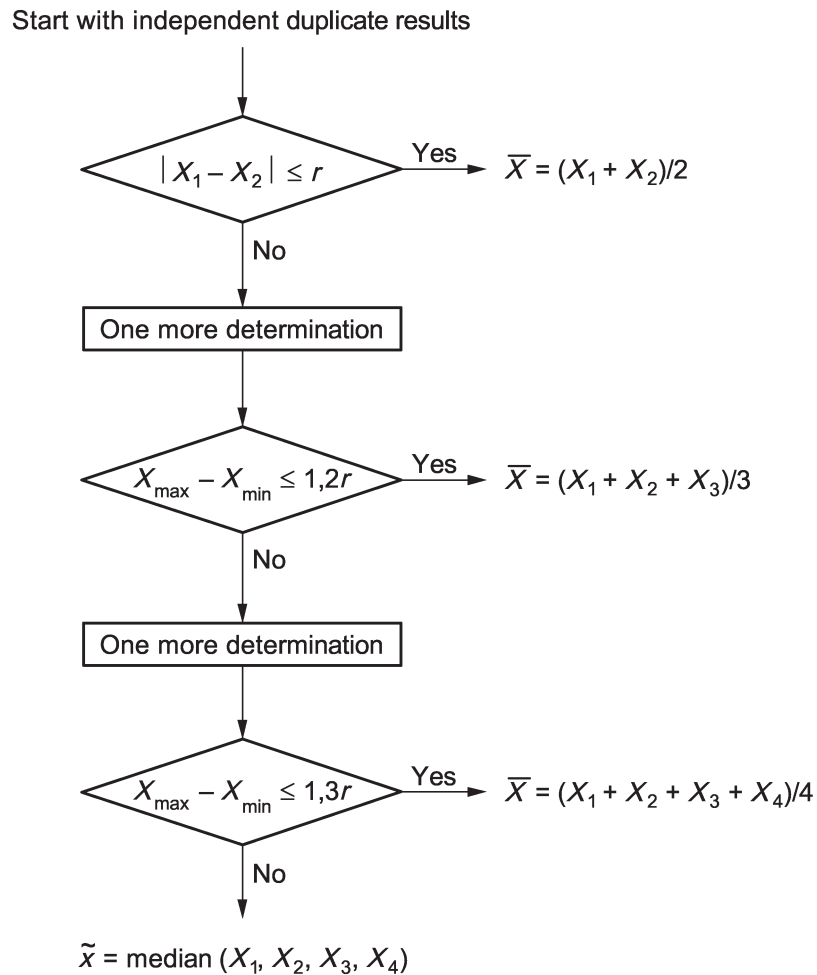 Start with independent duplicate results
| X₁ – X₂ | ≤ r
Yes
X̅ = (X₁ + X₂)/2
No
One more determination
Xmax – Xmin ≤ 1,2r
Yes
X̅ = (X₁ + X₂ + X₃)/3
No
One more determination
Xmax – Xmin ≤ 1,3r
Yes
X̅ = (X₁ + X₂ + X₃ + X₄)/4
No
x̃ = median (X₁, X₂, X₃, X₄)